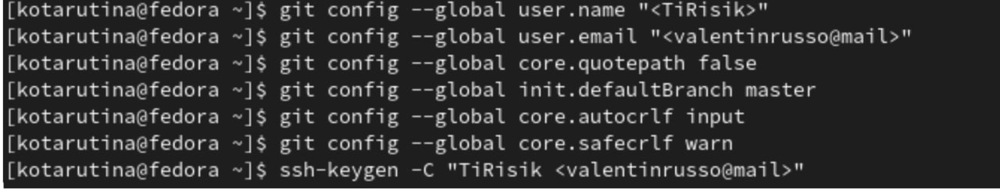 [kotarutina@fedora ~]$ git config --global user.name "<TiRisik>"
[kotarutina@fedora ~]$ git config --global user.email "<valentinrusso@mail>"
[kotarutina@fedora ~]$ git config --global core.quotepath false
[kotarutina@fedora ~]$ git config --global init.defaultBranch master
[kotarutina@fedora ~]$ git config --global core.autocrlf input
[kotarutina@fedora ~]$ git config --global core.safecrlf warn
[kotarutina@fedora ~]$ ssh-keygen -C "TiRisik <valentinrusso@mail>"